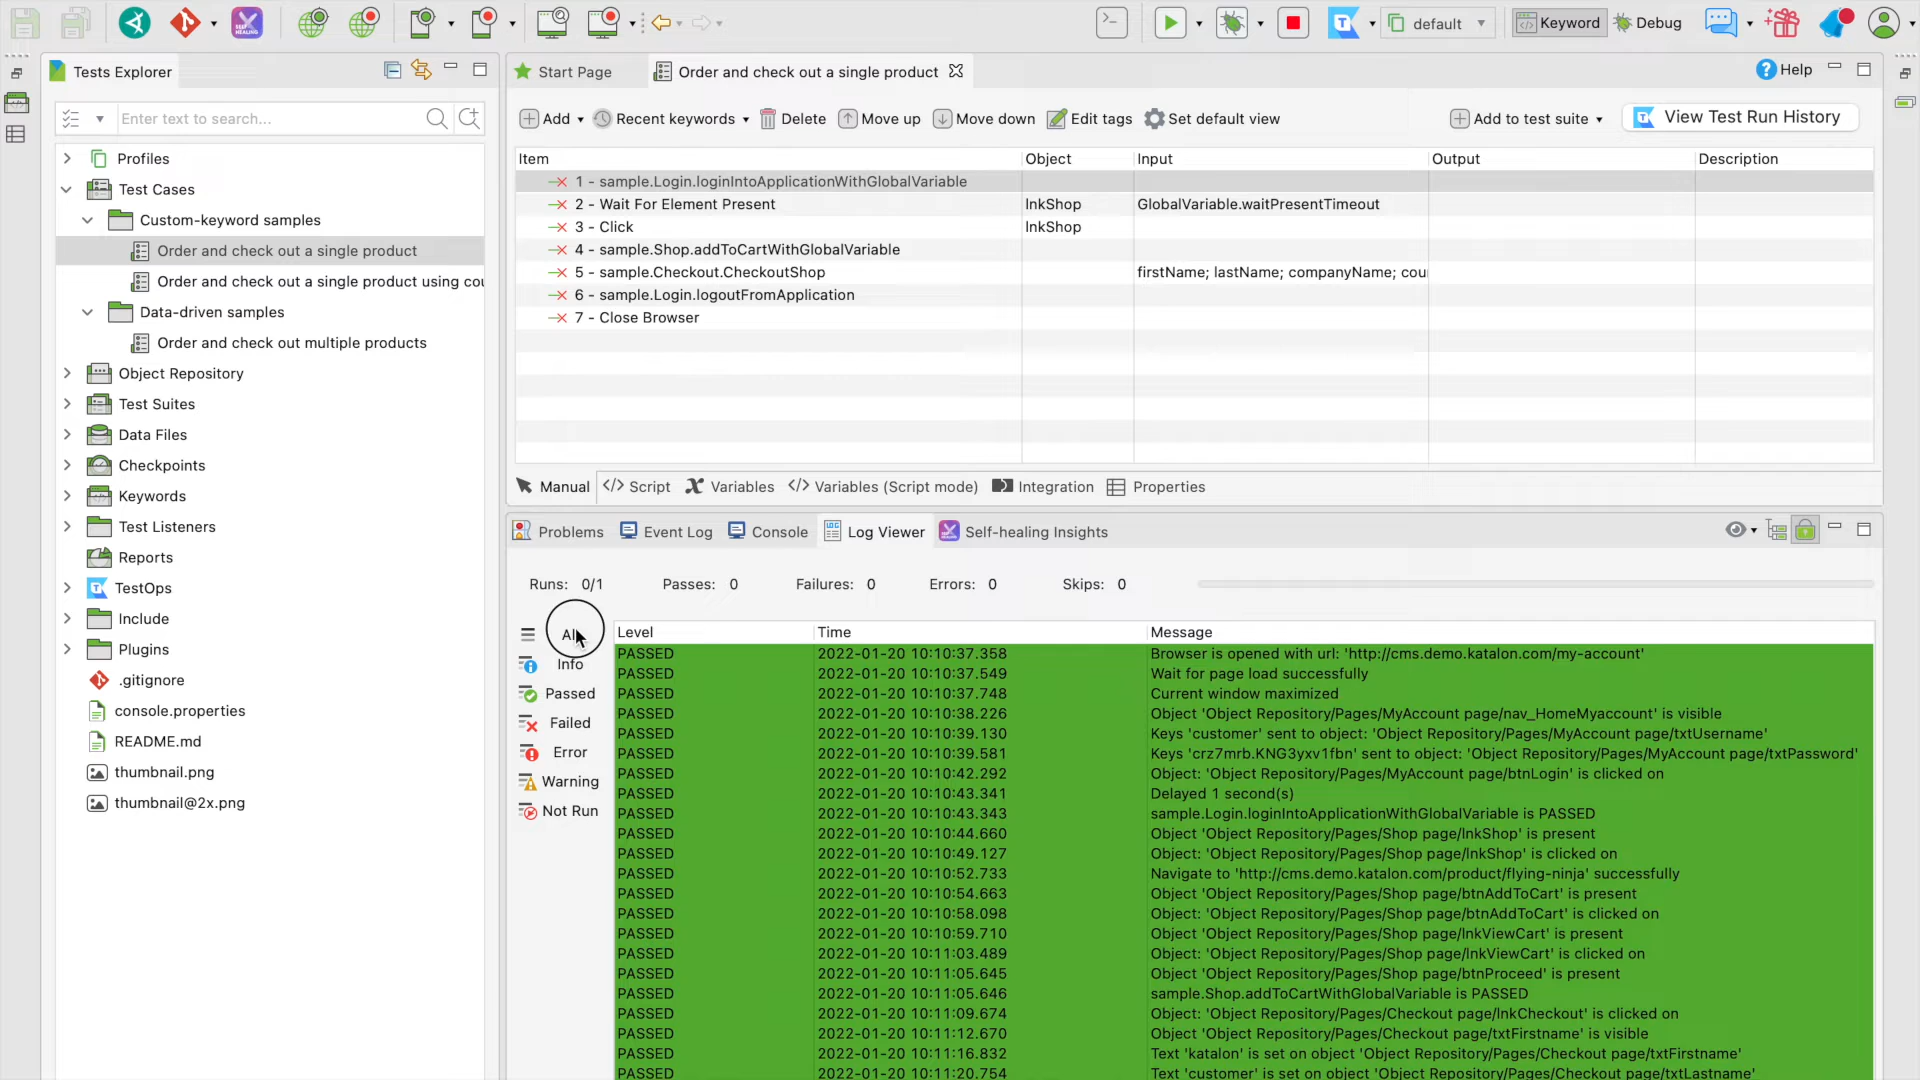 default
Keyword
Debug
Tests Explorer
Start Page
Order and check out a single product
Help
Enter text to search...
Add
Recent keywords
Delete
Move up
Move down
Edit tags
Set default view
Add to test suite
View Test Run History
Profiles
Test Cases
Custom-keyword samples
Order and check out a single product
Order and check out a single product using cou
Data-driven samples
Order and check out multiple products
Object Repository
Test Suites
Data Files
Checkpoints
Keywords
Test Listeners
Reports
TestOps
Include
Plugins
.gitignore
console.properties
README.md
thumbnail.png
thumbnail@2x.png
Item Object Input Output Description
1 - sample.Login.loginIntoApplicationWithGlobalVariable
2 - Wait For Element Present lnkShop GlobalVariable.waitPresentTimeout
3 - Click lnkShop
4 - sample.Shop.addToCartWithGlobalVariable
5 - sample.Checkout.CheckoutShop firstName; lastName; companyName; cou
6 - sample.Login.logoutFromApplication
7 - Close Browser
Manual Script Variables Variables (Script mode) Integration Properties
Problems Event Log Console Log Viewer Self-healing Insights
Runs: 0/1 Passes: 0 Failures: 0 Errors: 0 Skips: 0
Info
Passed
Failed
Error
Warning
Not Run
Level Time Message
PASSED 2022-01-20 10:10:37.358 Browser is opened with url: 'http://cms.demo.katalon.com/my-account'
PASSED 2022-01-20 10:10:37.549 Wait for page load successfully
PASSED 2022-01-20 10:10:37.748 Current window maximized
PASSED 2022-01-20 10:10:38.226 Object 'Object Repository/Pages/MyAccount page/nav_HomeMyaccount' is visible
PASSED 2022-01-20 10:10:39.130 Keys 'customer' sent to object: 'Object Repository/Pages/MyAccount page/txtUsername'
PASSED 2022-01-20 10:10:39.581 Keys 'crz7mrb.KNG3yxv1fbn' sent to object: 'Object Repository/Pages/MyAccount page/txtPassword'
PASSED 2022-01-20 10:10:42.292 Object: 'Object Repository/Pages/MyAccount page/btnLogin' is clicked on
PASSED 2022-01-20 10:10:43.341 Delayed 1 second(s)
PASSED 2022-01-20 10:10:43.343 sample.Login.loginIntoApplicationWithGlobalVariable is PASSED
PASSED 2022-01-20 10:10:44.660 Object 'Object Repository/Pages/Shop page/lnkShop' is present
PASSED 2022-01-20 10:10:49.127 Object: 'Object Repository/Pages/Shop page/lnkShop' is clicked on
PASSED 2022-01-20 10:10:52.733 Navigate to 'http://cms.demo.katalon.com/product/flying-ninja' successfully
PASSED 2022-01-20 10:10:54.663 Object 'Object Repository/Pages/Shop page/btnAddToCart' is present
PASSED 2022-01-20 10:10:58.098 Object: 'Object Repository/Pages/Shop page/btnAddToCart' is clicked on
PASSED 2022-01-20 10:10:59.710 Object 'Object Repository/Pages/Shop page/lnkViewCart' is present
PASSED 2022-01-20 10:11:03.489 Object: 'Object Repository/Pages/Shop page/lnkViewCart' is clicked on
PASSED 2022-01-20 10:11:05.645 Object 'Object Repository/Pages/Shop page/btnProceed' is present
PASSED 2022-01-20 10:11:05.646 sample.Shop.addToCartWithGlobalVariable is PASSED
PASSED 2022-01-20 10:11:09.674 Object: 'Object Repository/Pages/Checkout page/lnkCheckout' is clicked on
PASSED 2022-01-20 10:11:12.670 Object 'Object Repository/Pages/Checkout page/txtFirstname' is visible
PASSED 2022-01-20 10:11:16.832 Text 'katalon' is set on object 'Object Repository/Pages/Checkout page/txtFirstname'
PASSED 2022-01-20 10:11:20.754 Text 'customer' is set on object 'Object Repository/Pages/Checkout page/txtLastname'